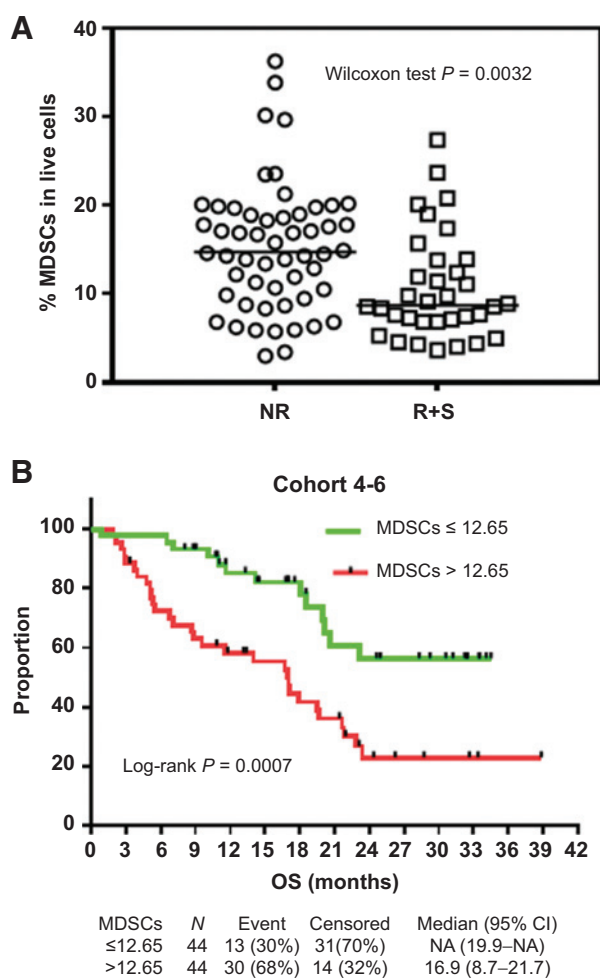 A
% MDSCs in live cells
40
30
20
10
0
Wilcoxon test P = 0.0032
NR R+S
B
Cohort 4-6
Proportion
100
80
60
40
20
0
MDSCs ≤ 12.65
MDSCs > 12.65
Log-rank P = 0.0007
0 3 6 9 12 15 18 21 24 27 30 33 36 39 42
OS (months)
MDSCs N Event Censored Median (95% CI)
≤12.65 44 13 (30%) 31(70%) NA (19.9–NA)
>12.65 44 30 (68%) 14 (32%) 16.9 (8.7–21.7)